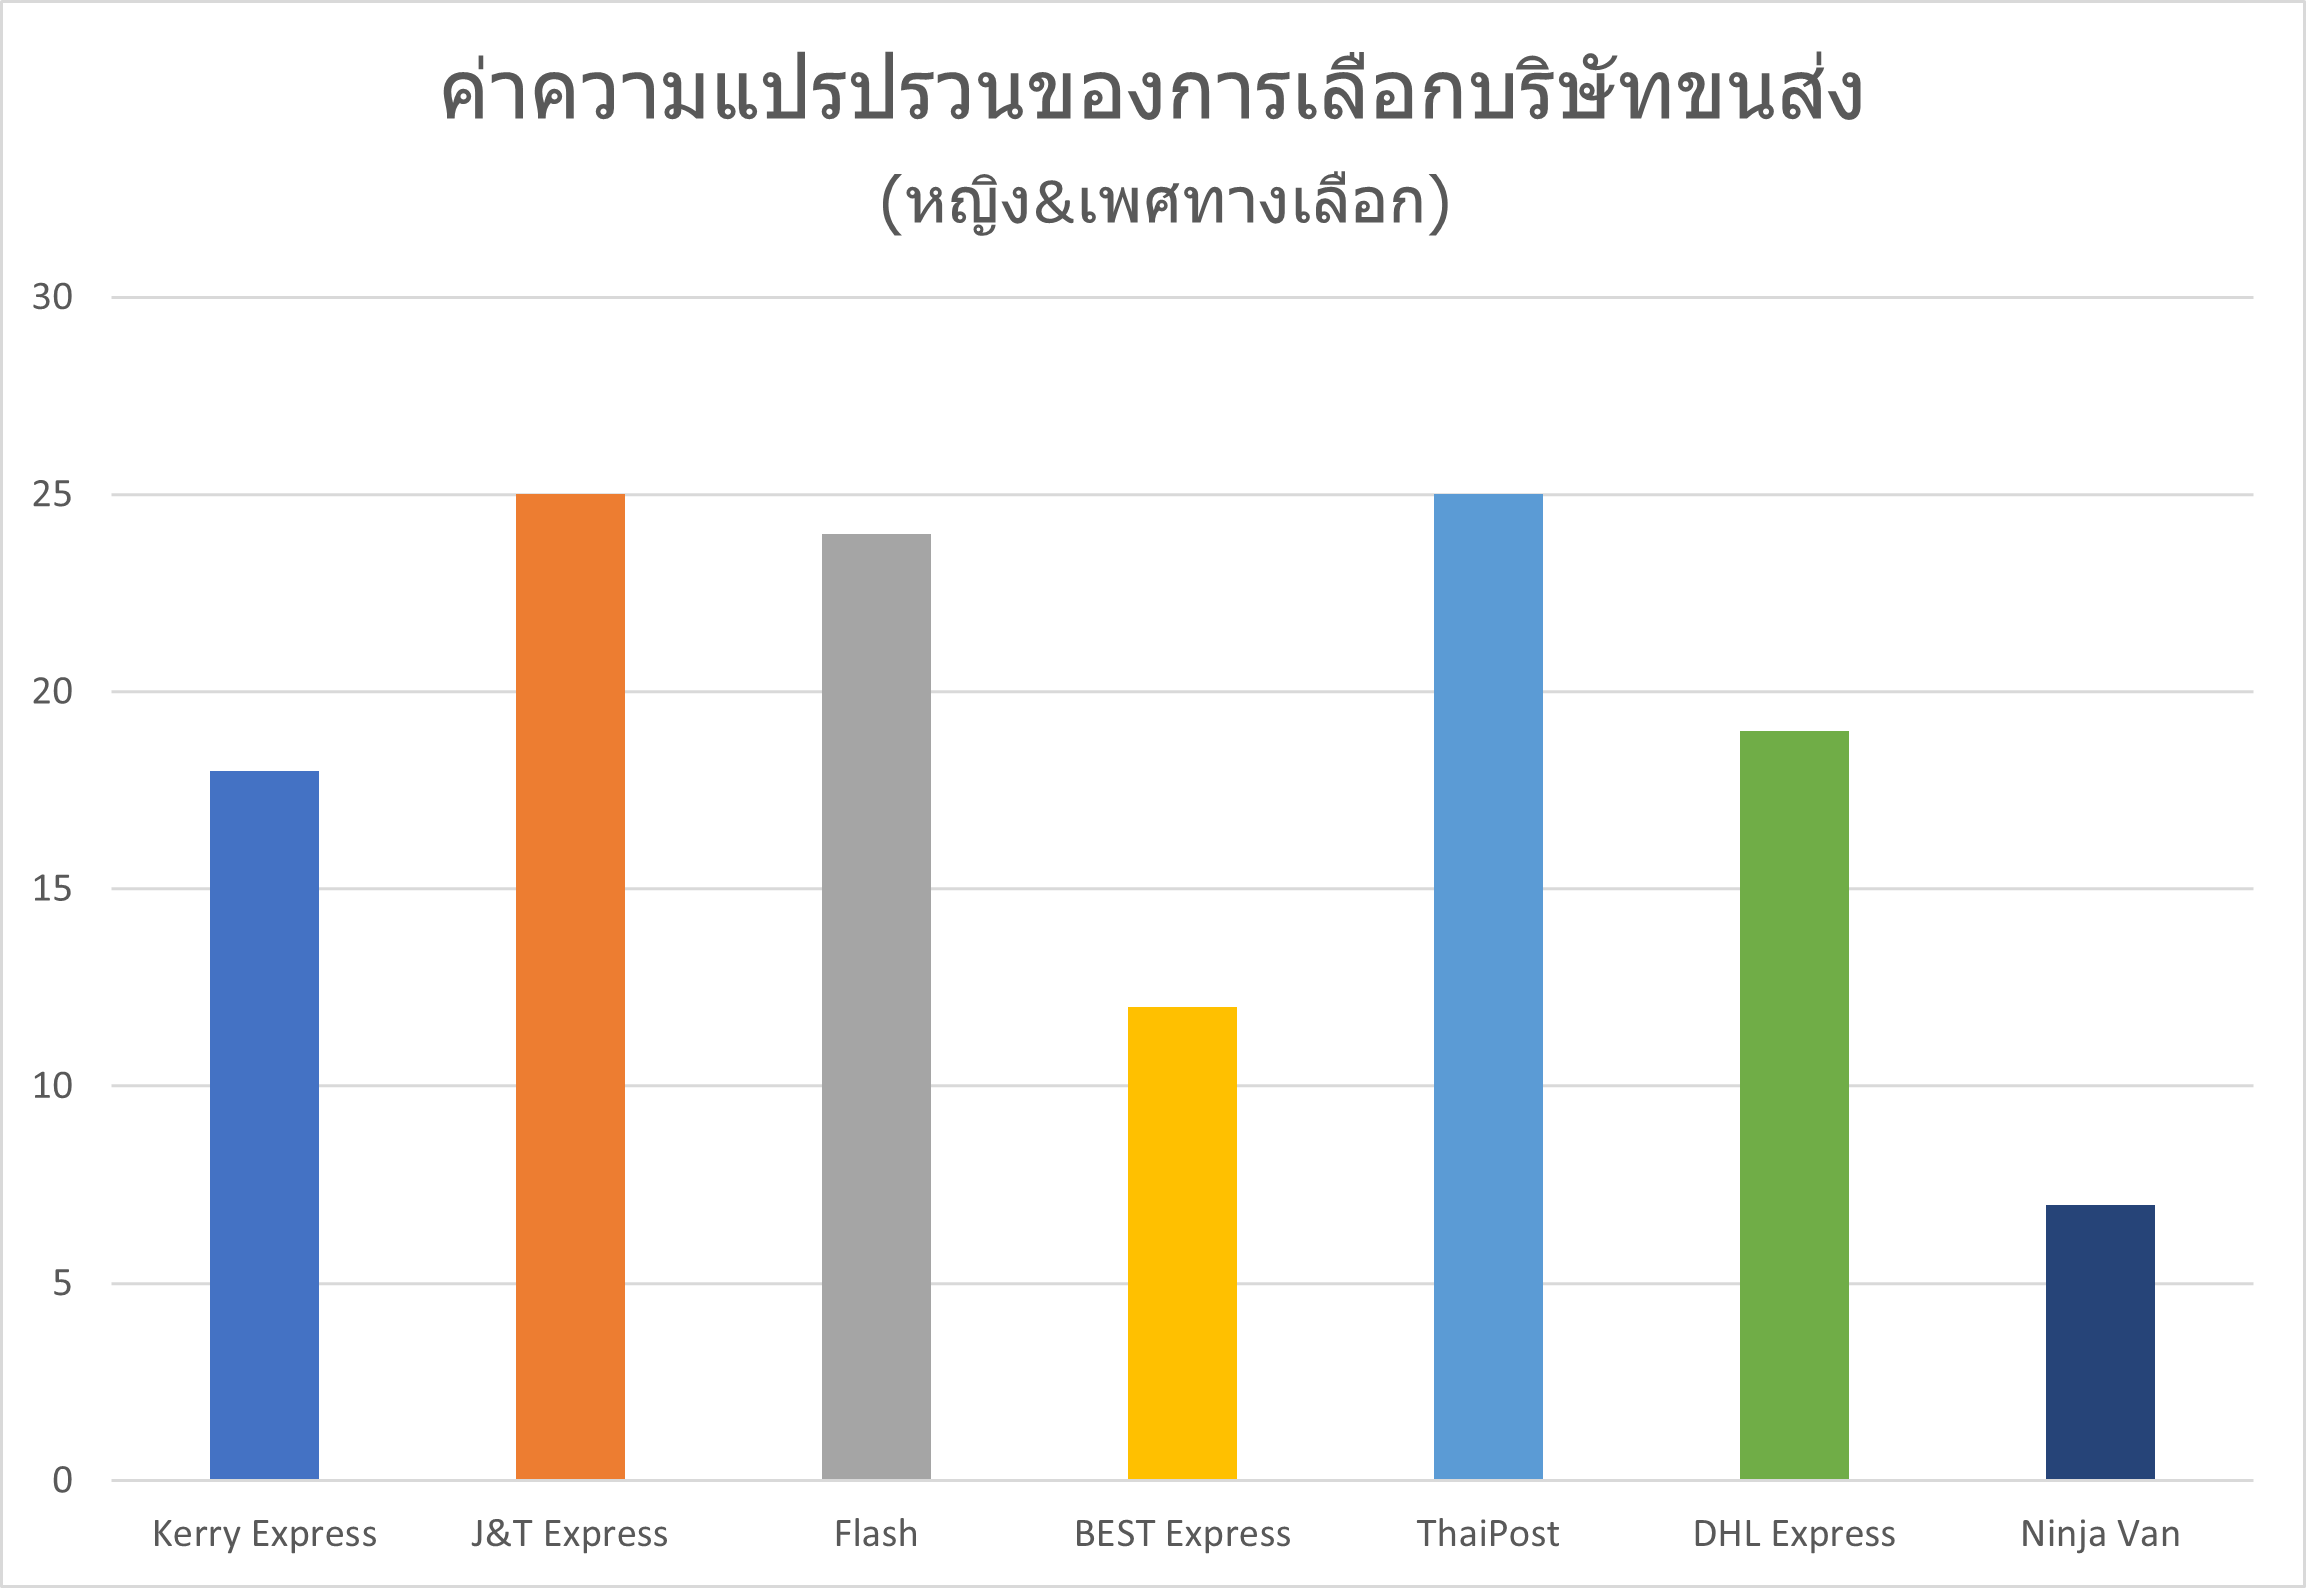 ค่าความแปรปรวนของการเลือกบริษัทขนส่ง
(หญิง&เพศทางเลือก)
30
25
20
15
10
5
0
Kerry Express J&T Express Flash BEST Express ThaiPost DHL Express Ninja Van